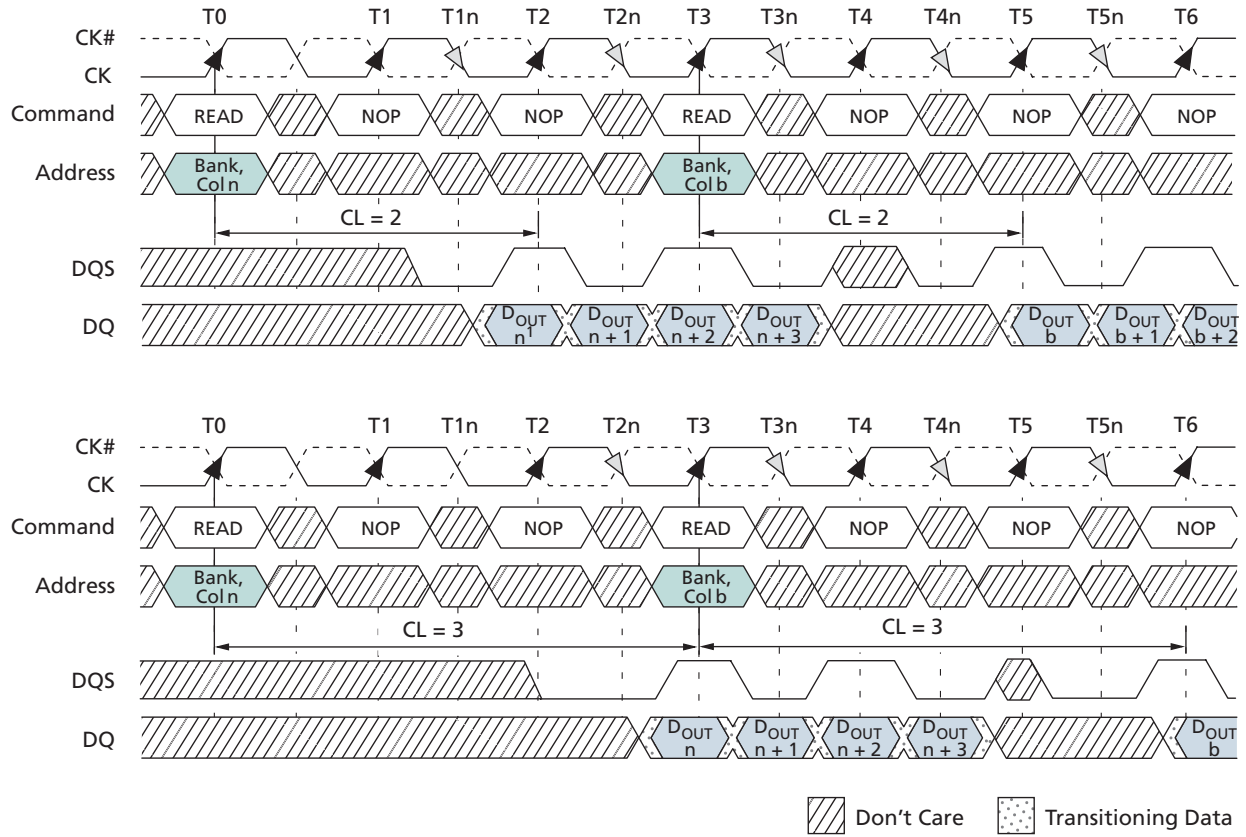 T0 T1 T1n T2 T2n T3 T3n T4 T4n T5 T5n T6
CK#
CK
Command READ NOP NOP READ NOP NOP NOP
Address Bank, Col n Bank, Col b
CL = 2 CL = 2
DQS
DQ DOUT n¹ DOUT n + 1 DOUT n + 2 DOUT n + 3 DOUT b DOUT b + 1 DOUT b + 2
T0 T1 T1n T2 T2n T3 T3n T4 T4n T5 T5n T6
CK#
CK
Command READ NOP NOP READ NOP NOP NOP
Address Bank, Col n Bank, Col b
CL = 3 CL = 3
DQS
DQ DOUT n DOUT n + 1 DOUT n + 2 DOUT n + 3 DOUT b
Don't Care Transitioning Data